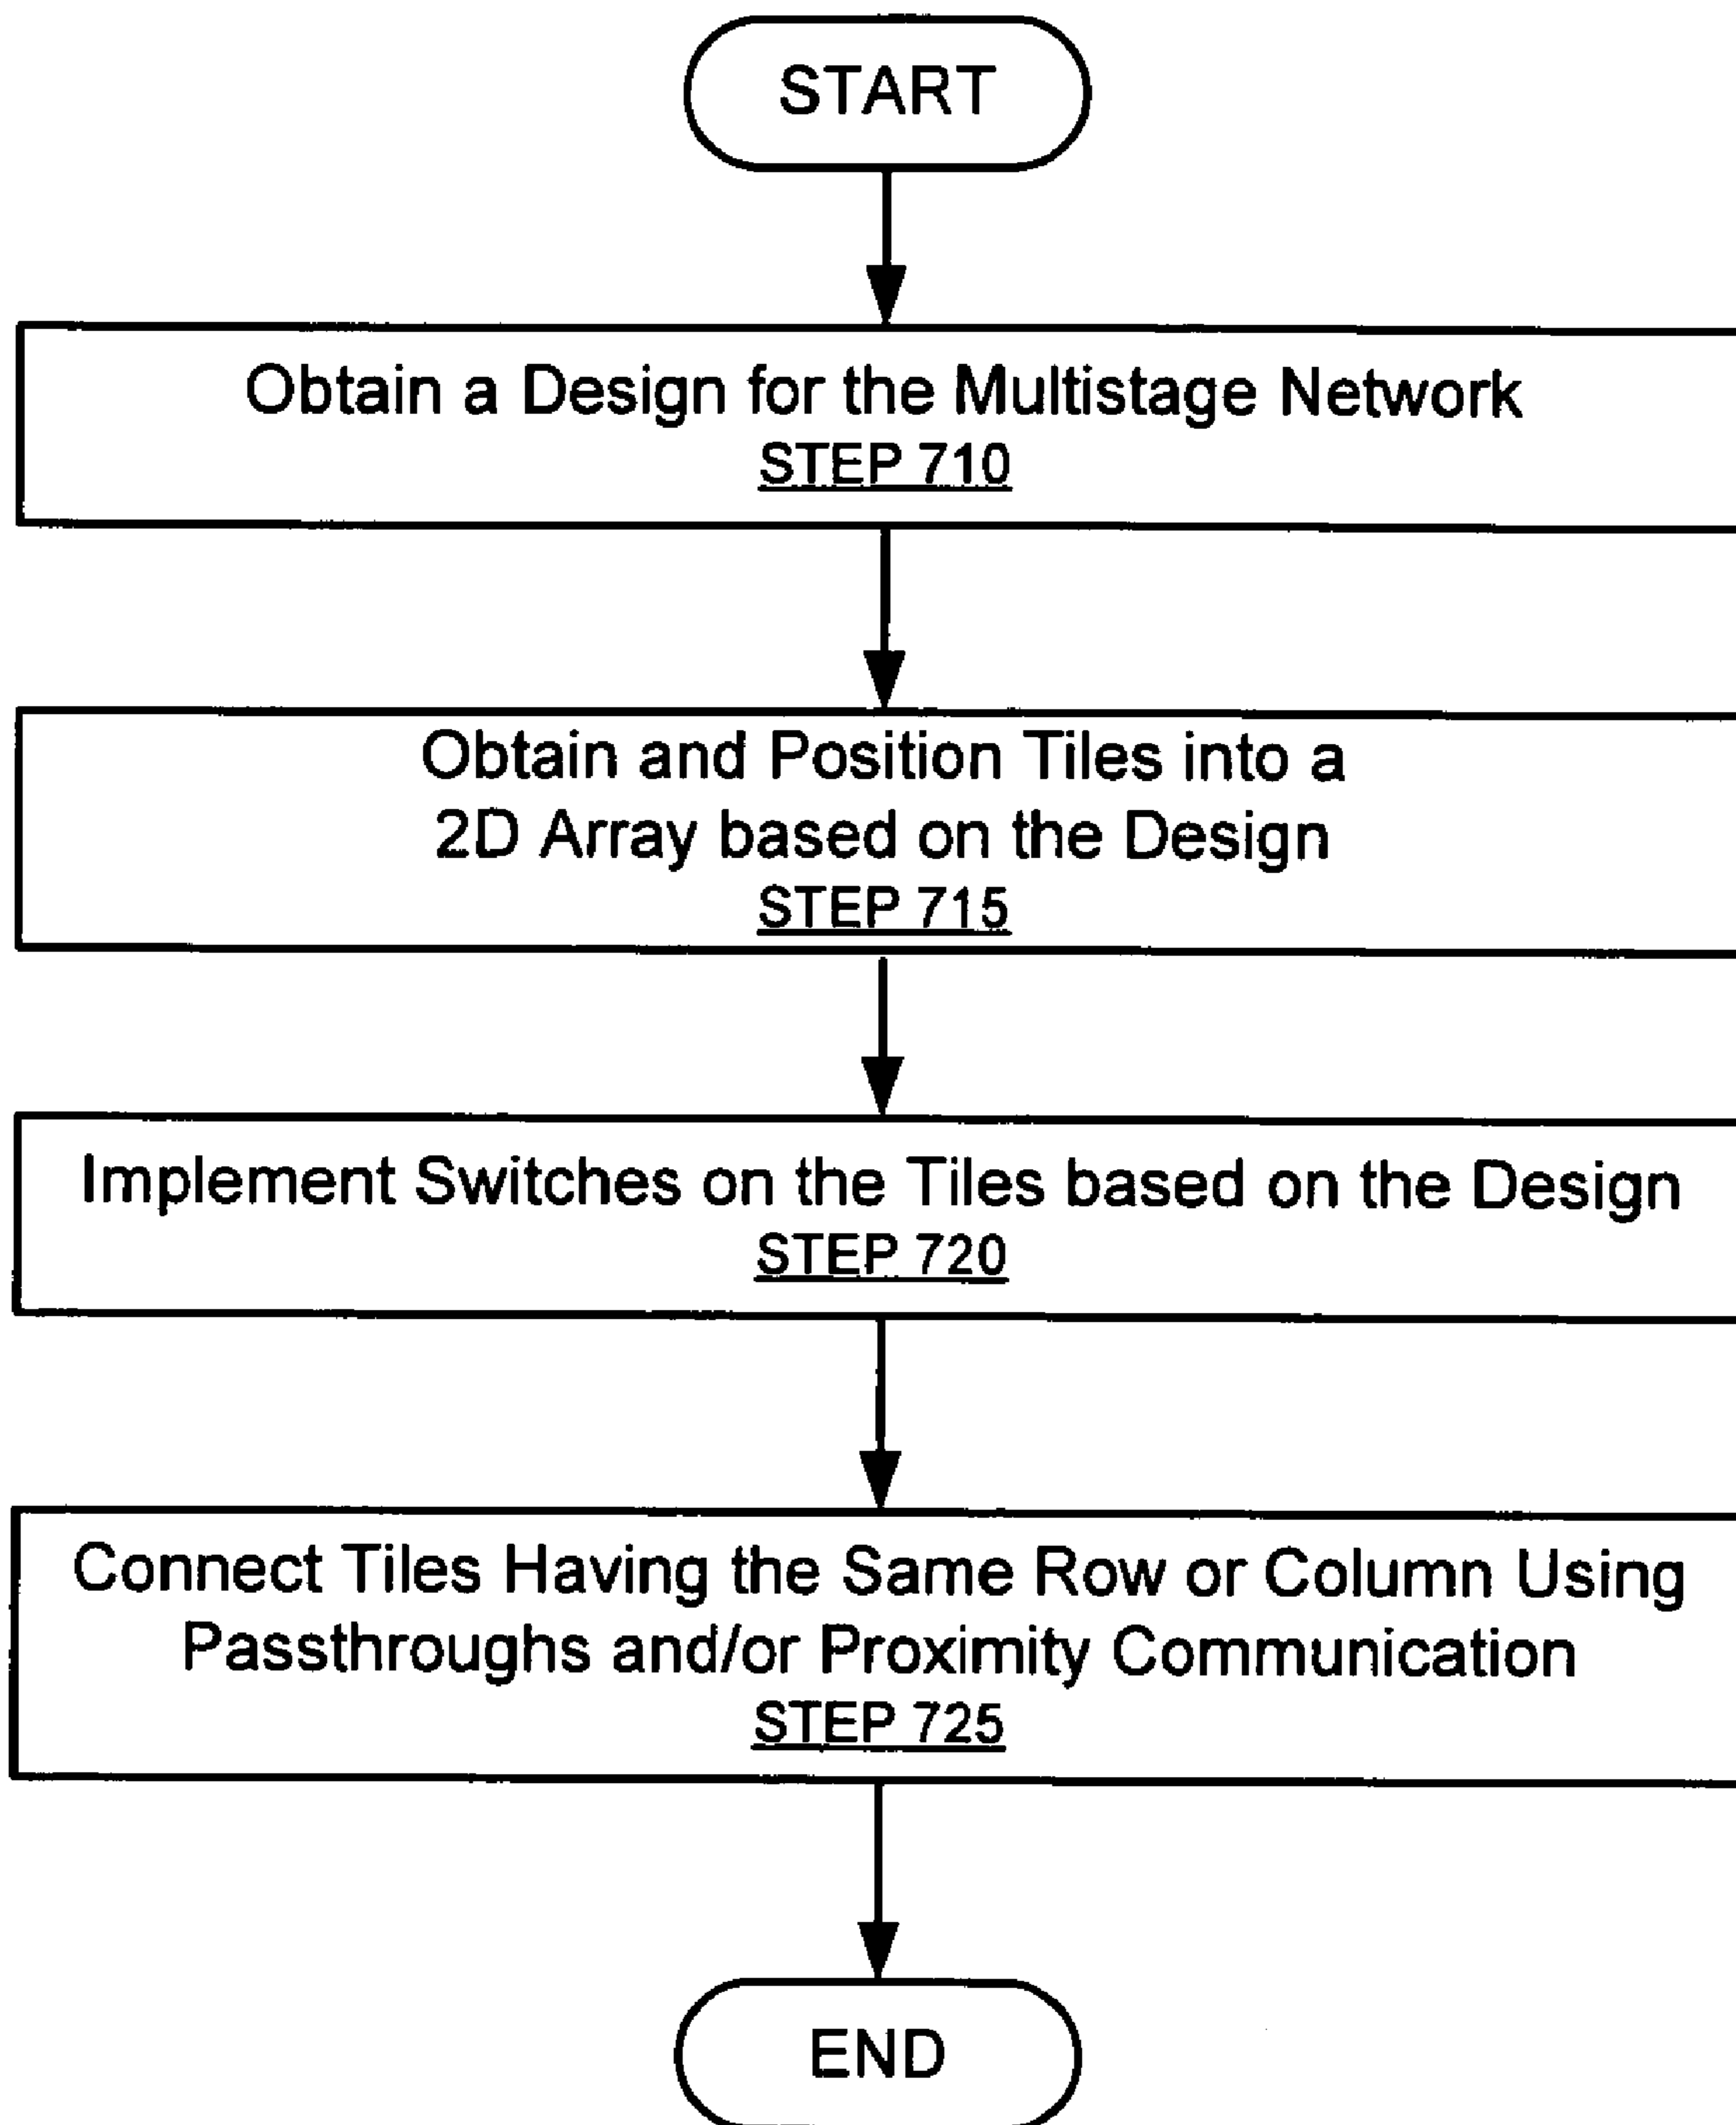 START
Obtain a Design for the Multistage Network
STEP 710
Obtain and Position Tiles into a
2D Array based on the Design
STEP 715
Implement Switches on the Tiles based on the Design
STEP 720
Connect Tiles Having the Same Row or Column Using
Passthroughs and/or Proximity Communication
STEP 725
END